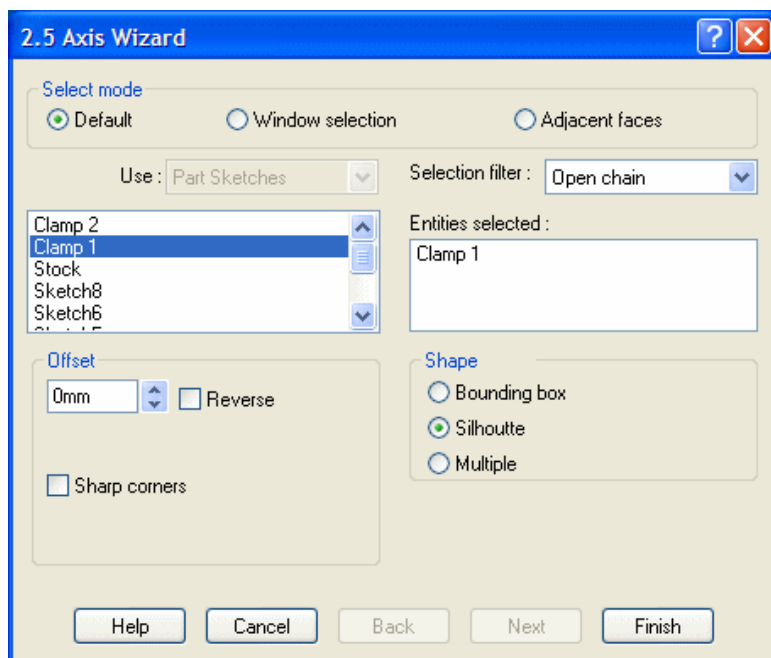 2.5 Axis Wizard
Select mode
Default Window selection Adjacent faces
Use : Part Sketches Selection filter : Open chain
Entities selected :
Clamp 2
Clamp 1
Stock
Sketch8
Sketch6
Clamp 1
Offset
0mm Reverse
Sharp corners
Shape
Bounding box
Silhoutte
Multiple
Help Cancel Back Next Finish